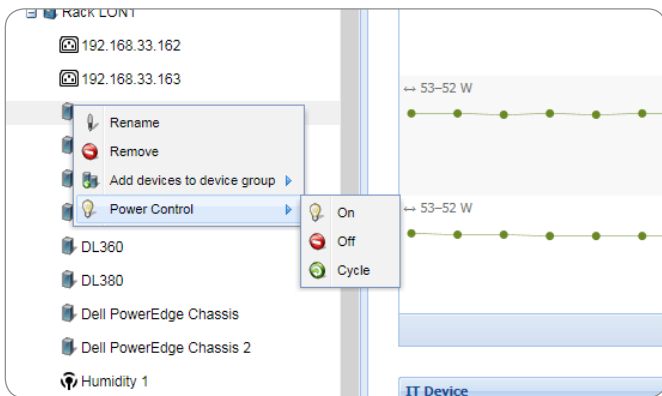 Rack LON1
192.168.33.162
192.168.33.163
Rename
Remove
Add devices to device group
Power Control
On
Off
Cycle
DL360
DL380
Dell PowerEdge Chassis
Dell PowerEdge Chassis 2
Humidity 1
↔ 53–52 W
↔ 53–52 W
IT Device